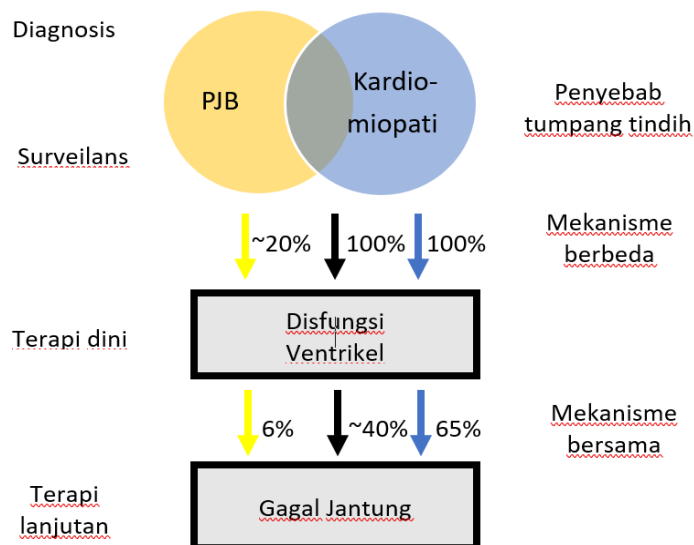 Diagnosis
PJB
Kardio-
miopati
Penyebab
tumpang tindih
Surveilans
~20%
100%
100%
Mekanisme
berbeda
Terapi dini
Disfungsi
Ventrikel
6%
~40%
65%
Mekanisme
bersama
Terapi
lanjutan
Gagal Jantung